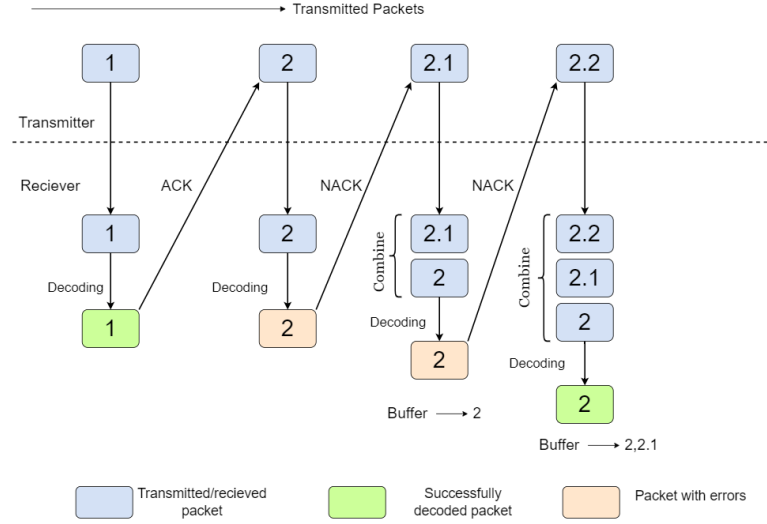 Transmitted Packets
1
2
2.1
2.2
Transmitter
Reciever
ACK
NACK
NACK
1
2
2.1
2.2
Combine
2
Combine
2.1
2
Decoding
Decoding
Decoding
Decoding
1
2
2
2
Buffer 2
Buffer 2,2.1
Transmitted/recieved
packet
Successfully
decoded packet
Packet with errors